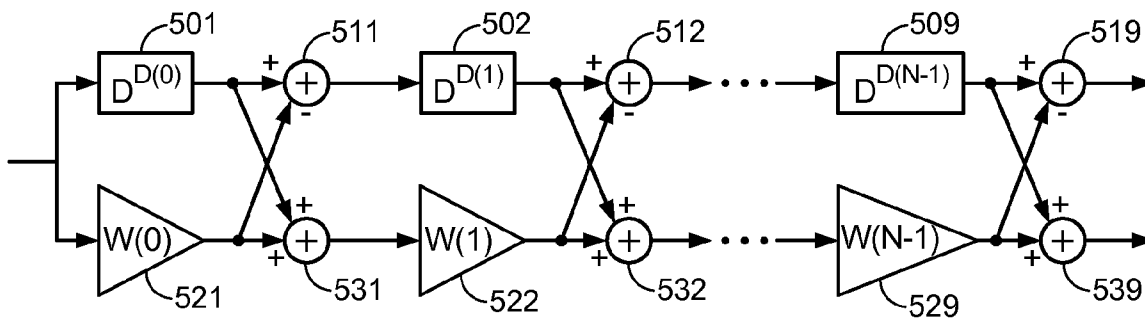 501 511 502 512 509 519
D^D(0) + + - D^D(1) + + - ... D^D(N-1) + + -
W(0) + + + W(1) + + + ... W(N-1) + + +
521 531 522 532 529 539